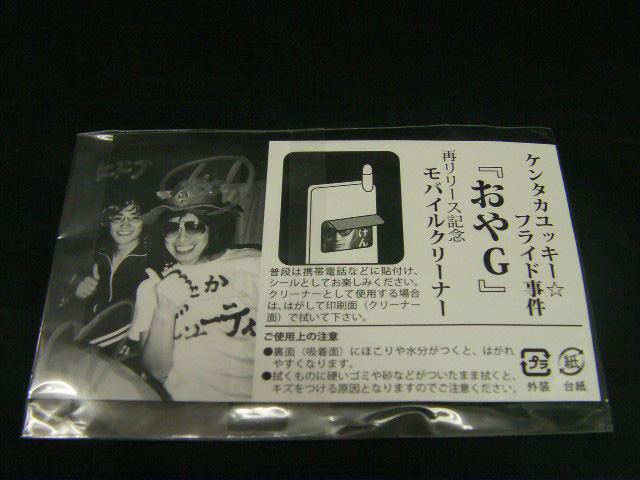 ケンタカユッキー☆
フライド事件
『おやG』
再リリース記念
モバイルクリーナー
けん
普段は携帯電話などに貼付け、
シールとしてお楽しみください。
クリーナーとして使用する場合
は、はがして印刷面（クリーナー
面）で拭いて下さい。
ご使用上の注意
●裏面（吸着面）にほこりや水分がつくと、はがれ
やすくなります。
●拭くものに硬いゴミや砂などがついたまま拭くと、
キズをつける原因となりますのでご注意ください。
プラ
外装
紙
台紙
とか
ビューティ